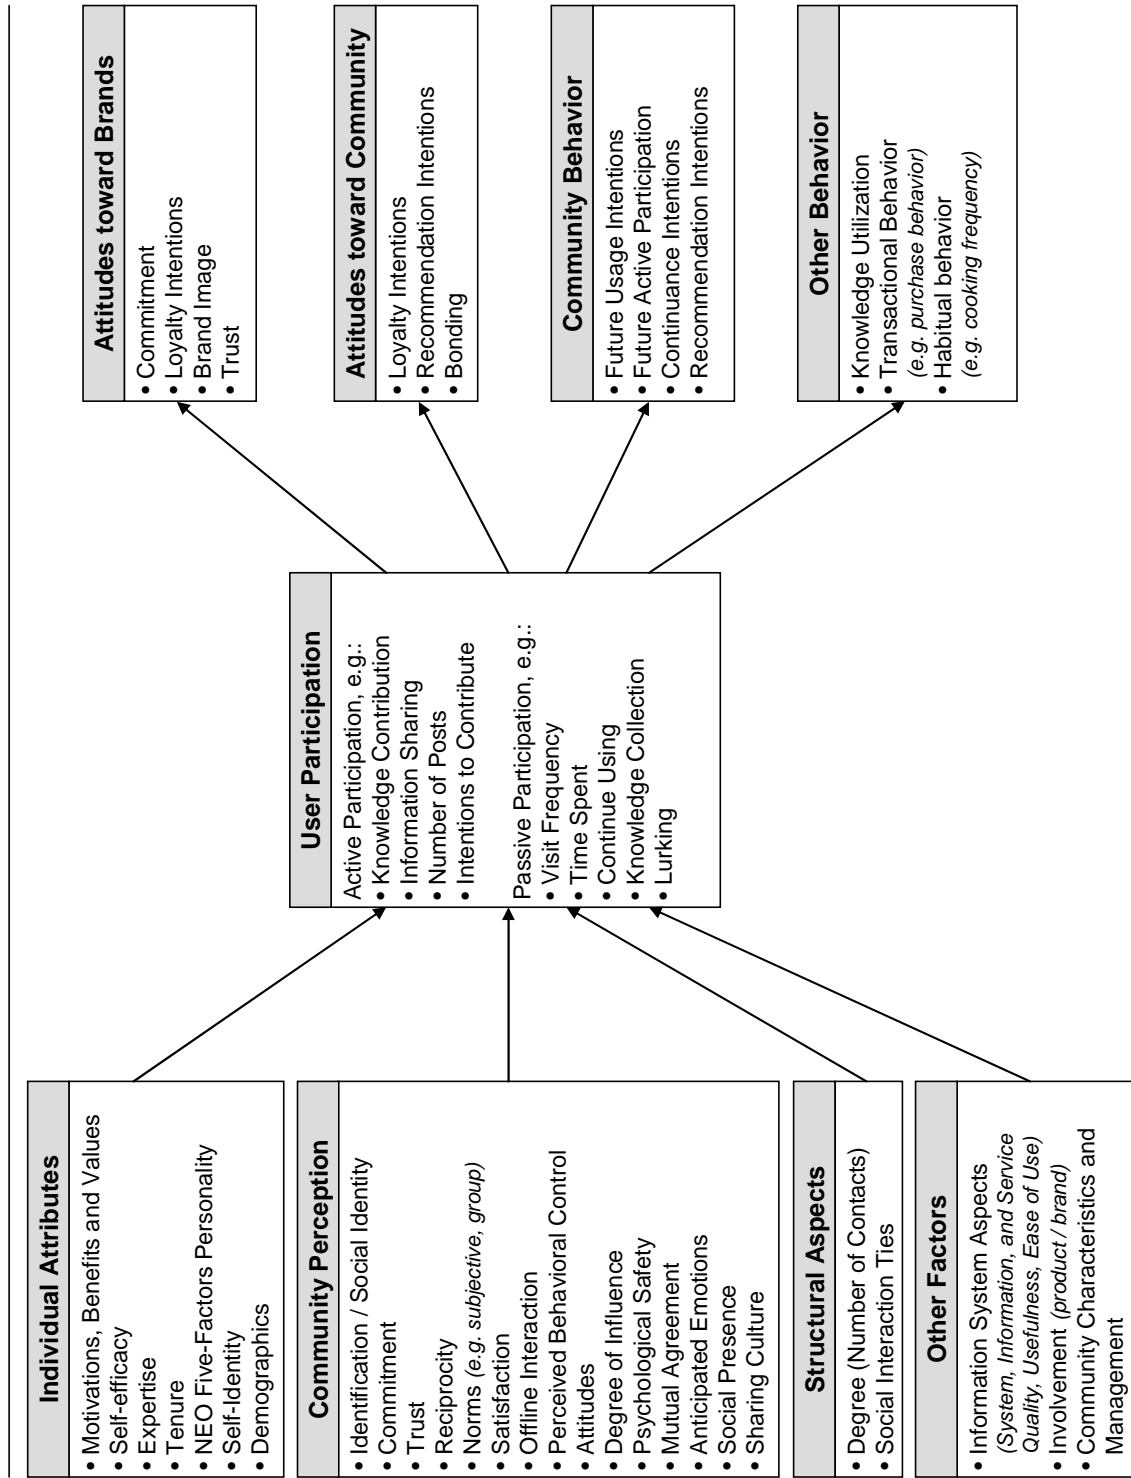 Individual Attributes
• Motivations, Benefits and Values
• Self-efficacy
• Expertise
• Tenure
• NEO Five-Factors Personality
• Self-Identity
• Demographics
Community Perception
• Identification / Social Identity
• Commitment
• Trust
• Reciprocity
• Norms (e.g. subjective, group)
• Satisfaction
• Offline Interaction
• Perceived Behavioral Control
• Attitudes
• Degree of Influence
• Psychological Safety
• Mutual Agreement
• Anticipated Emotions
• Social Presence
• Sharing Culture
Structural Aspects
• Degree (Number of Contacts)
• Social Interaction Ties
Other Factors
• Information System Aspects
(System, Information, and Service
Quality, Usefulness, Ease of Use)
• Involvement (product / brand)
• Community Characteristics and
Management
User Participation
Active Participation, e.g.:
• Knowledge Contribution
• Information Sharing
• Number of Posts
• Intentions to Contribute
Passive Participation, e.g.:
• Visit Frequency
• Time Spent
• Continue Using
• Knowledge Collection
• Lurking
Attitudes toward Brands
• Commitment
• Loyalty Intentions
• Brand Image
• Trust
Attitudes toward Community
• Loyalty Intentions
• Recommendation Intentions
• Bonding
Community Behavior
• Future Usage Intentions
• Future Active Participation
• Continuance Intentions
• Recommendation Intentions
Other Behavior
• Knowledge Utilization
• Transactional Behavior
(e.g. purchase behavior)
• Habitual behavior
(e.g. cooking frequency)